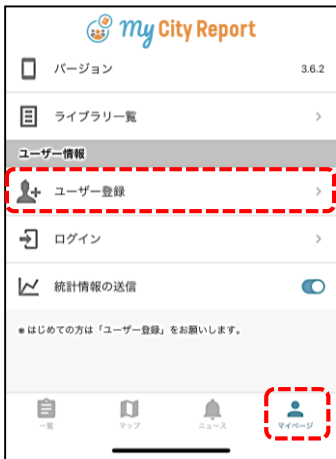 My City Report
バージョン 3.6.2
ライブラリ一覧
ユーザー情報
ユーザー登録
ログイン
統計情報の送信
※はじめての方は「ユーザー登録」をお願いします。
一覧 マップ ニュース マイページ